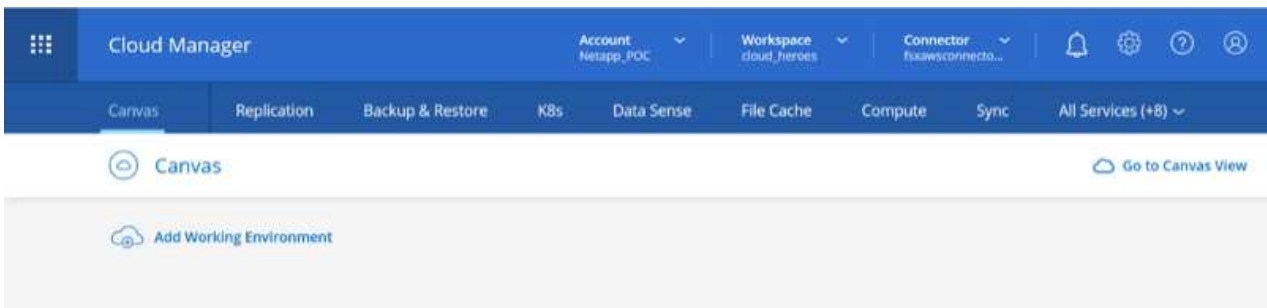 Cloud Manager
Account
Netapp_POC
Workspace
cloud_heroes
Connector
fsxawsconnecto...
Canvas
Replication
Backup & Restore
K8s
Data Sense
File Cache
Compute
Sync
All Services (+8)
Canvas
Go to Canvas View
Add Working Environment